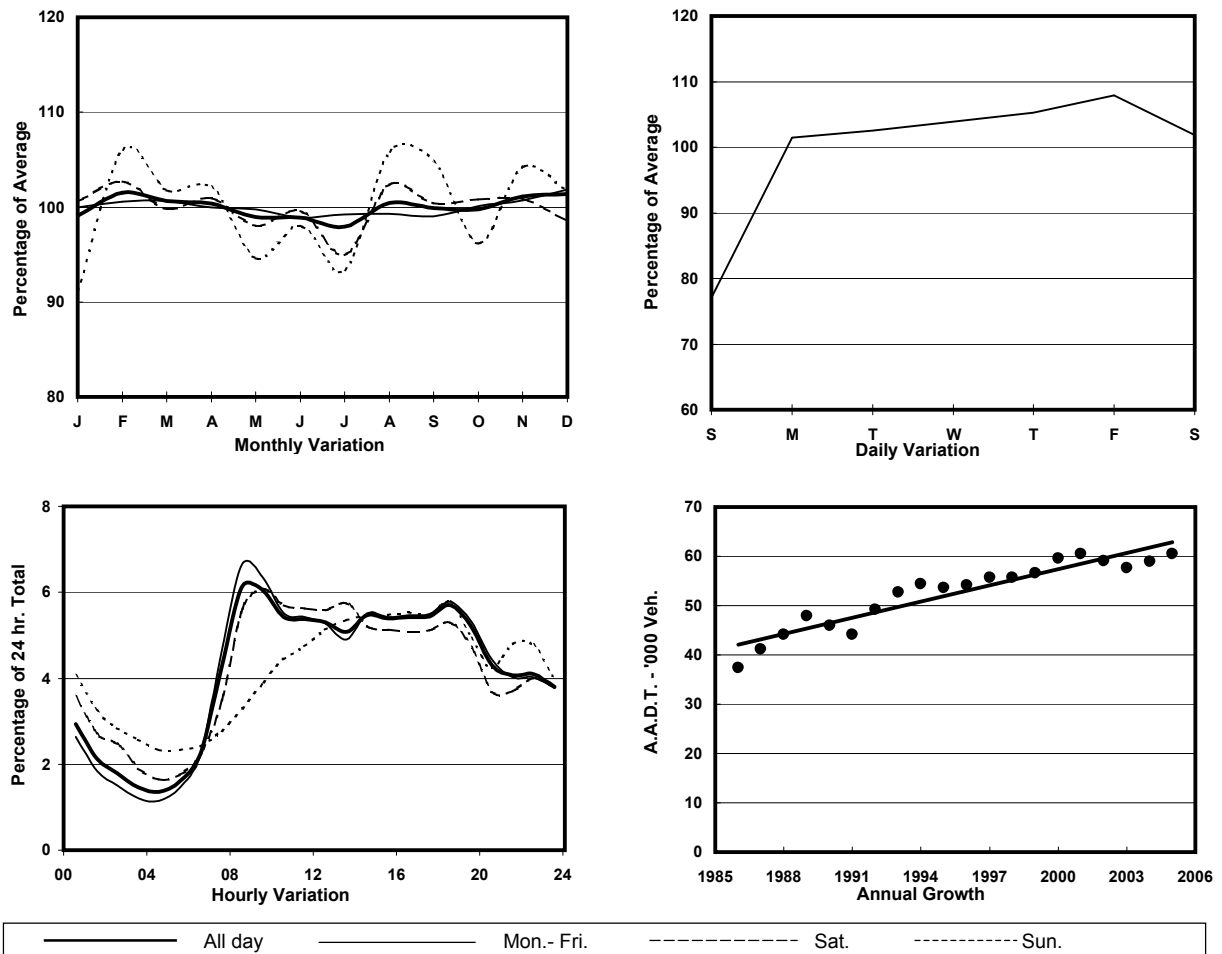 120
110
100
90
80
Percentage of Average
J F M A M J J A S O N D
Monthly Variation
120
110
100
90
80
70
60
Percentage of Average
S M T W T F S
Daily Variation
8
6
4
2
0
Percentage of 24 hr. Total
00 04 08 12 16 20 24
Hourly Variation
70
60
50
40
30
20
10
0
A.A.D.T. - '000 Veh.
1985 1988 1991 1994 1997 2000 2003 2006
Annual Growth
All day Mon.- Fri. Sat. Sun.